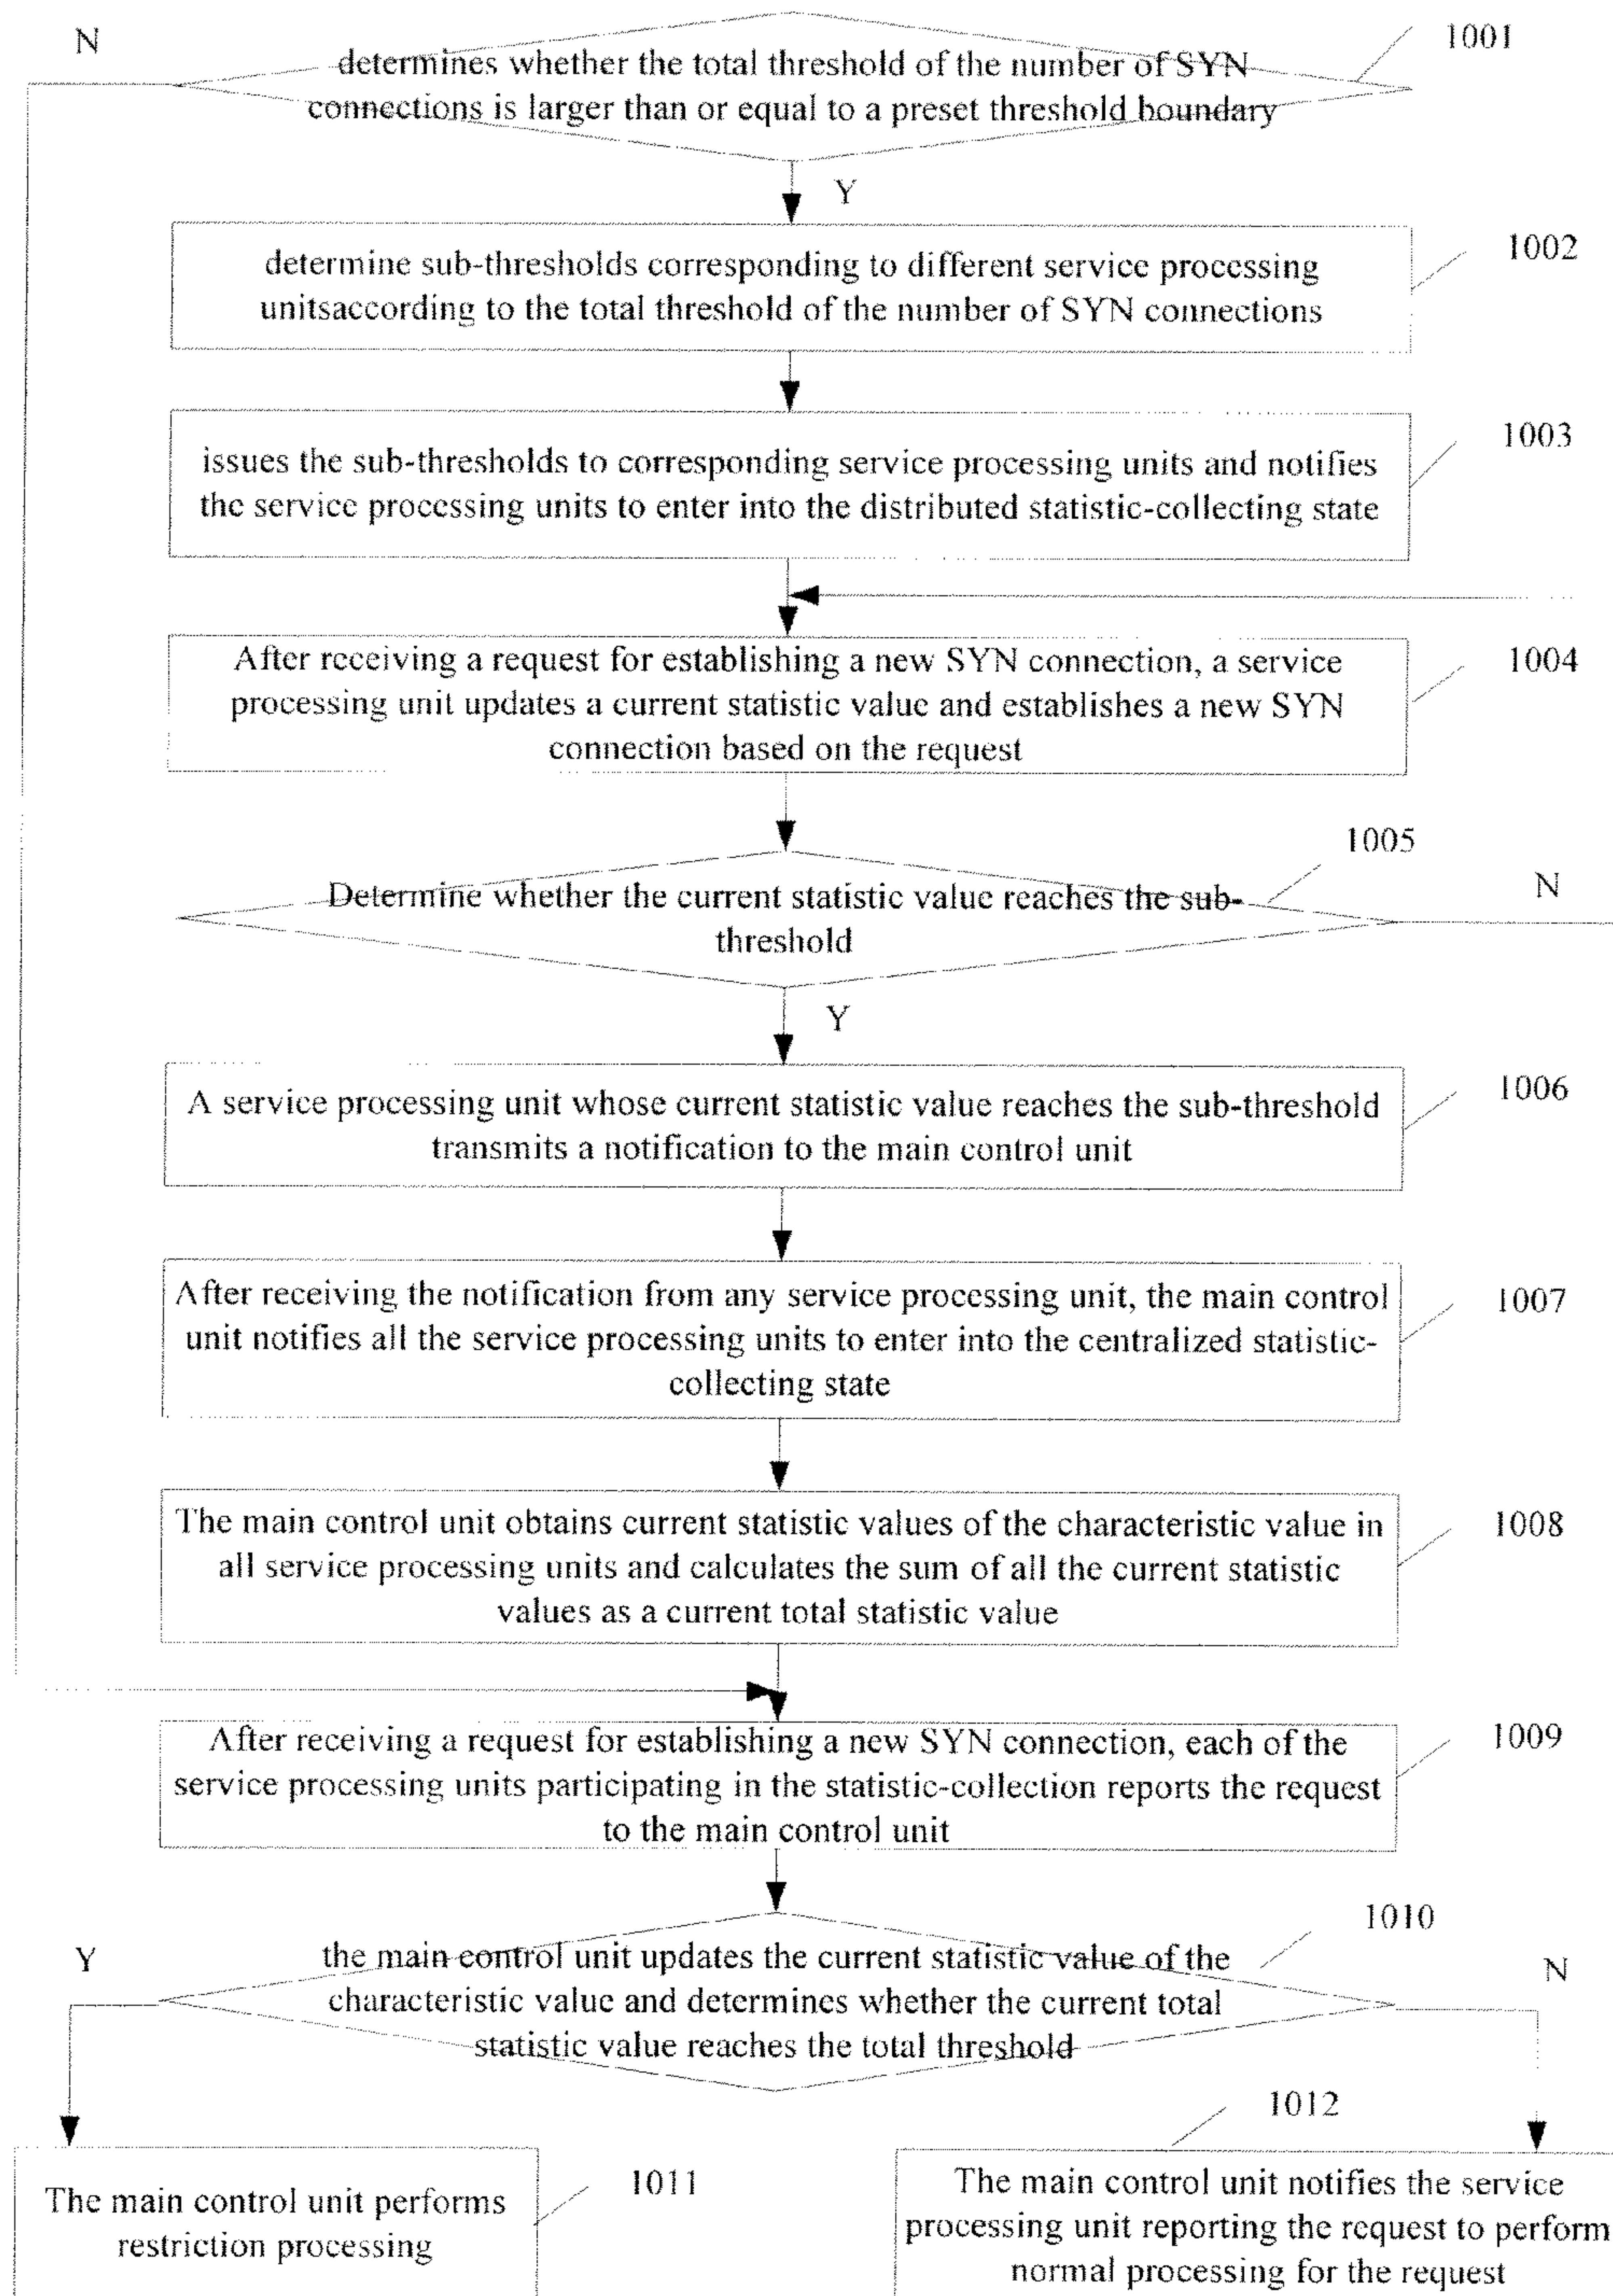 N
1001
determines whether the total threshold of the number of SYN
connections is larger than or equal to a preset threshold boundary
Y
1002
determine sub-thresholds corresponding to different service processing
unitsaccording to the total threshold of the number of SYN connections
1003
issues the sub-thresholds to corresponding service processing units and notifies
the service processing units to enter into the distributed statistic-collecting state
1004
After receiving a request for establishing a new SYN connection, a service
processing unit updates a current statistic value and establishes a new SYN
connection based on the request
1005
N
Determine whether the current statistic value reaches the sub-
threshold
Y
1006
A service processing unit whose current statistic value reaches the sub-threshold
transmits a notification to the main control unit
1007
After receiving the notification from any service processing unit, the main control
unit notifies all the service processing units to enter into the centralized statistic-
collecting state
1008
The main control unit obtains current statistic values of the characteristic value in
all service processing units and calculates the sum of all the current statistic
values as a current total statistic value
1009
After receiving a request for establishing a new SYN connection, each of the
service processing units participating in the statistic-collection reports the request
to the main control unit
1010
Y
N
the main control unit updates the current statistic value of the
characteristic value and determines whether the current total
statistic value reaches the total threshold
1012
1011
The main control unit performs
restriction processing
The main control unit notifies the service
processing unit reporting the request to perform
normal processing for the request